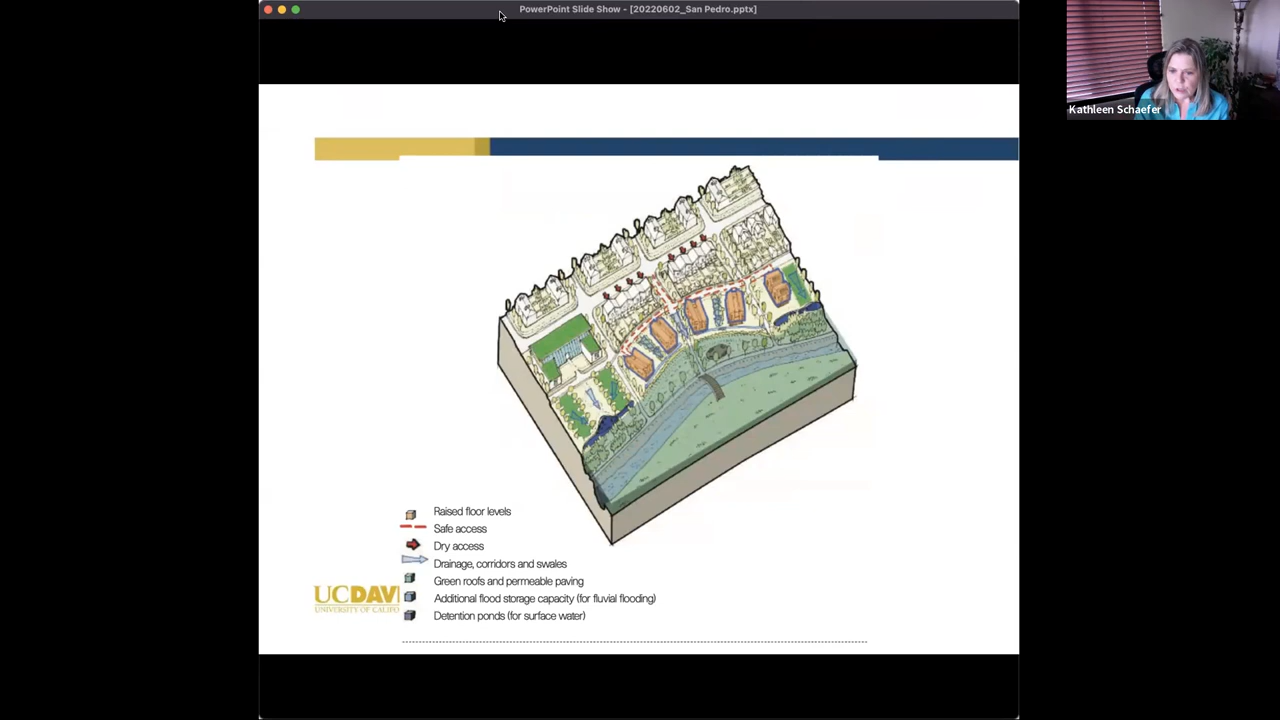 PowerPoint Slide Show - [20220602_San Pedro.pptx]
Kathleen Schaefer
Raised floor levels
Safe access
Dry access
Drainage, corridors and swales
Green roofs and permeable paving
Additional flood storage capacity (for fluvial flooding)
Detention ponds (for surface water)
UCDAV
UNIVERSITY OF CALIFO